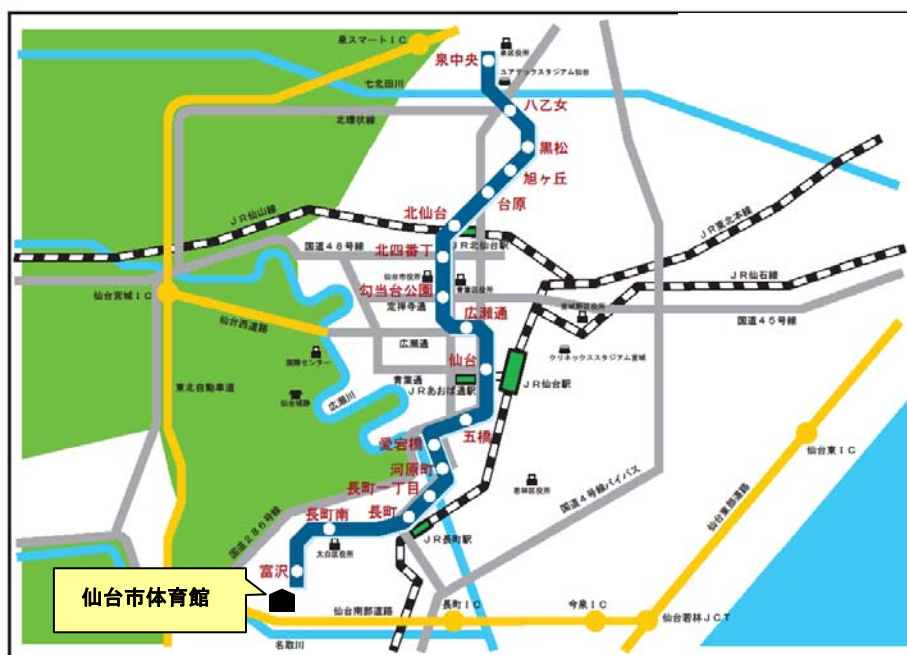 泉スマートIC
泉区役所
泉中央
ユアテックスタジアム仙台
七北田川
八乙女
北環状線
黒松
旭ヶ丘
台原
JR仙山線
北仙台
JR東北本線
JR北仙台駅
国道48号線
北四番丁
JR仙石線
仙台市役所
青葉区役所
仙台宮城IC
勾当台公園
定禅寺通
宮城野区役所
国道45号線
広瀬通
仙台西道路
広瀬通
国際センター
クリネックススタジアム宮城
仙台
青葉通
JR仙台駅
東北自動車道
JRあおば通駅
仙台城跡
広瀬川
五橋
愛宕橋
仙台東IC
河原町
若林区役所
長町一丁目
国道4号線バイパス
国道286号線
長町南
長町
仙台東部道路
JR長町駅
太白区役所
富沢
仙台市体育館
仙台南部道路
長町IC
今泉IC
仙台若林JCT
名取川